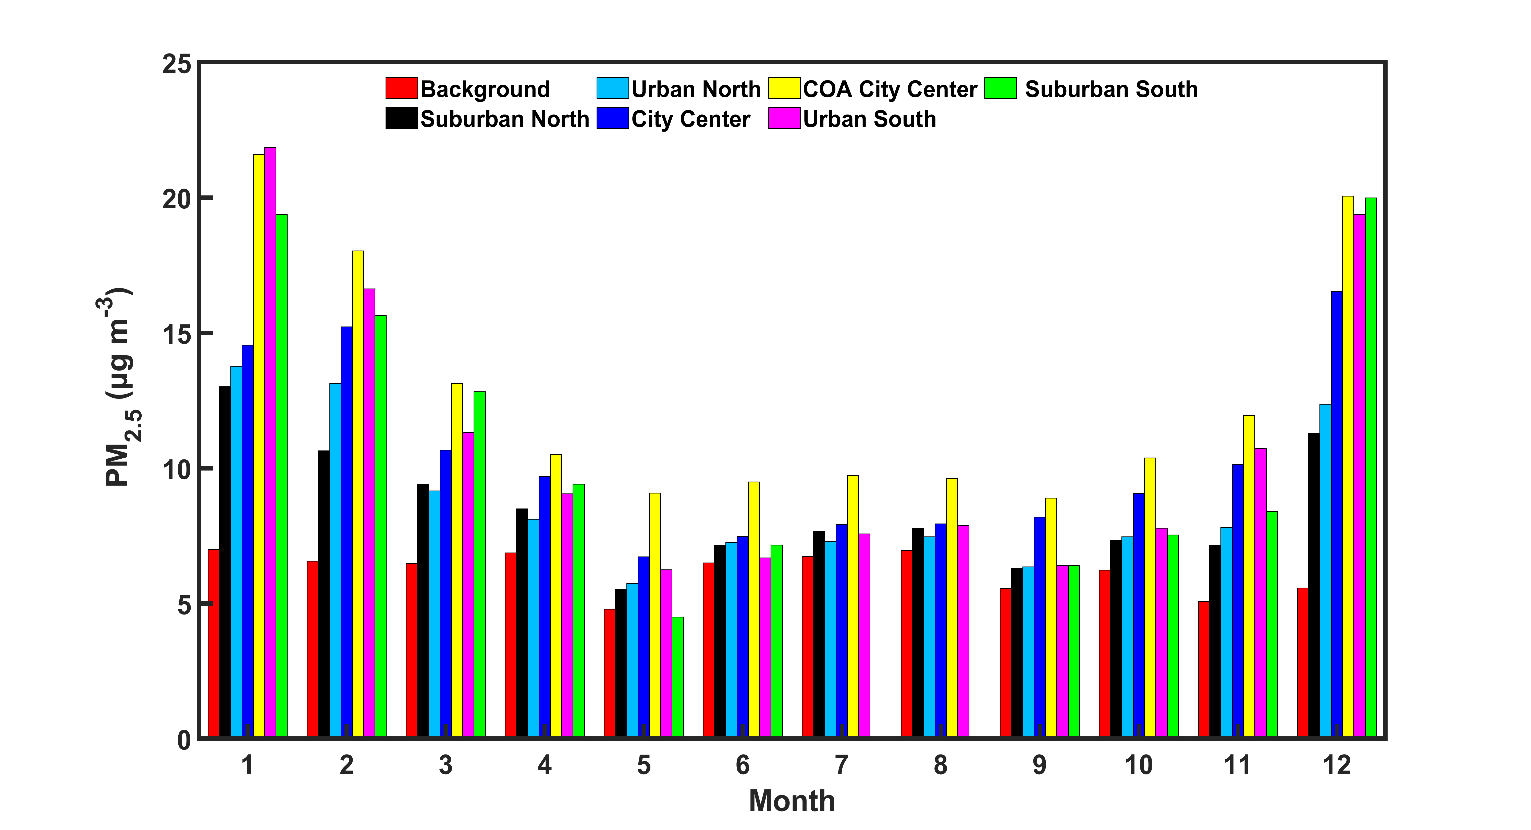 25
20
15
10
5
0
PM2.5 (µg m-3)
Background Urban North COA City Center Suburban South
Suburban North City Center Urban South
1 2 3 4 5 6 7 8 9 10 11 12
Month